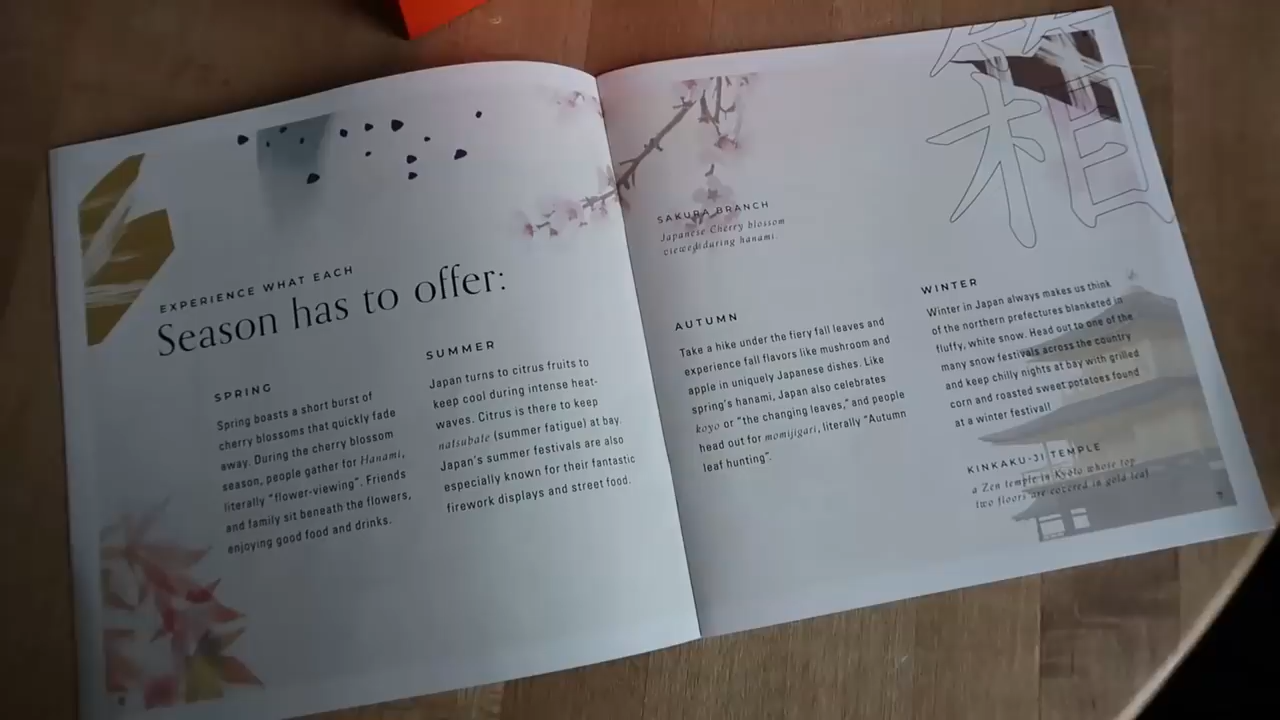 EXPERIENCE WHAT EACH
Season has to offer:
SPRING
Spring boasts a short burst of
cherry blossoms that quickly fade
away. During the cherry blossom
season, people gather for Hanami,
literally “flower-viewing”. Friends
and family sit beneath the flowers,
enjoying good food and drinks.
SUMMER
Japan turns to citrus fruits to
keep cool during intense heat-
waves. Citrus is there to keep
natsubate (summer fatigue) at bay.
Japan's summer festivals are also
especially known for their fantastic
firework displays and street food.
SAKURA BRANCH
Japanese Cherry blossom
viewed during hanami.
AUTUMN
Take a hike under the fiery fall leaves and
experience fall flavors like mushroom and
apple in uniquely Japanese dishes. Like
spring's hanami, Japan also celebrates
koyo or “the changing leaves,” and people
head out for momijigari, literally “Autumn
leaf hunting”.
箱
WINTER
Winter in Japan always makes us think
of the northern prefectures blanketed in
fluffy, white snow. Head out to one of the
many snow festivals across the country
and keep chilly nights at bay with grilled
corn and roasted sweet potatoes found
at a winter festival!
KINKAKU-JI TEMPLE
a Zen temple in Kyoto whose top
two floors are covered in gold leaf
7